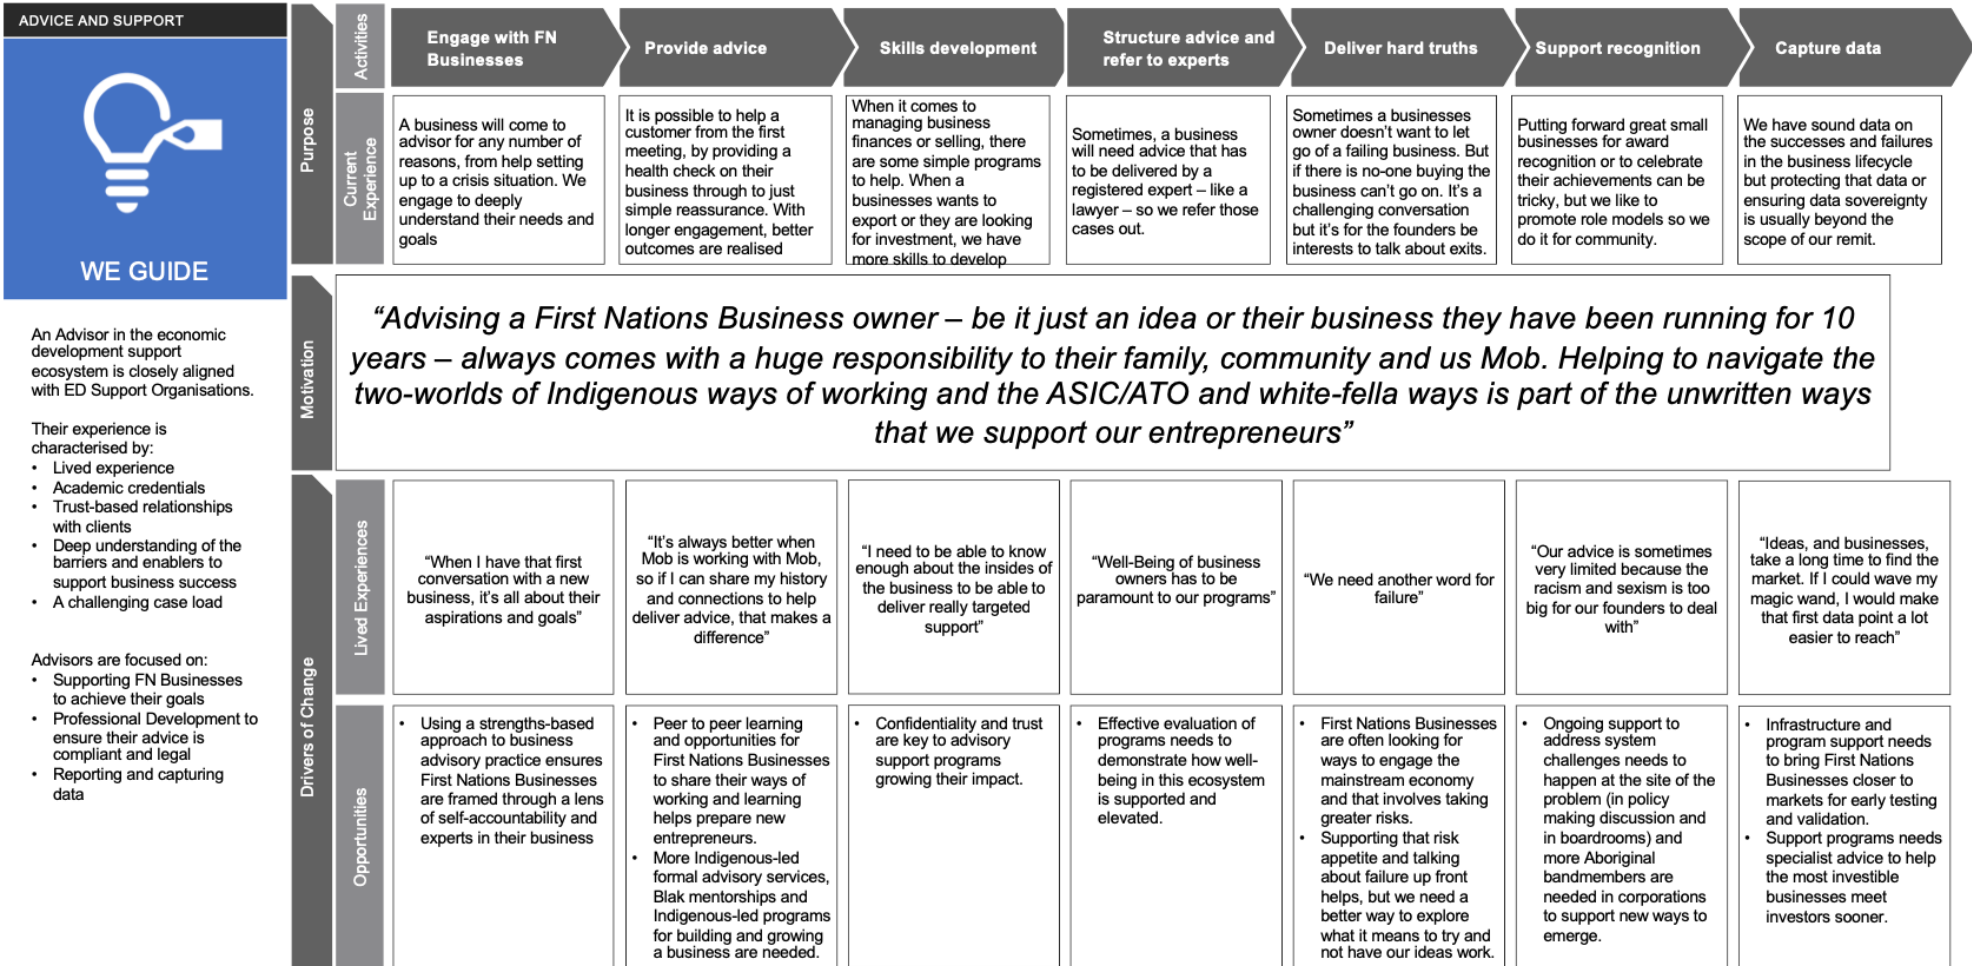 ADVICE AND SUPPORT
WE GUIDE
An Advisor in the economic
development support
ecosystem is closely aligned
with ED Support Organisations.
Their experience is
characterised by:
• Lived experience
• Academic credentials
• Trust-based relationships
with clients
• Deep understanding of the
barriers and enablers to
support business success
• A challenging case load
Advisors are focused on:
• Supporting FN Businesses
to achieve their goals
• Professional Development to
ensure their advice is
compliant and legal
• Reporting and capturing
data
Purpose
Activities
Engage with FN
Businesses
Provide advice
Skills development
Structure advice and
refer to experts
Deliver hard truths
Support recognition
Capture data
Current
Experience
A business will come to
advisor for any number of
reasons, from help setting
up to a crisis situation. We
engage to deeply
understand their needs and
goals
It is possible to help a
customer from the first
meeting, by providing a
health check on their
business through to just
simple reassurance. With
longer engagement, better
outcomes are realised
When it comes to
managing business
finances or selling, there
are some simple programs
to help. When a
businesses wants to
export or they are looking
for investment, we have
more skills to develop
Sometimes, a business
will need advice that has
to be delivered by a
registered expert – like a
lawyer – so we refer those
cases out.
Sometimes a businesses
owner doesn't want to let
go of a failing business. But
if there is no-one buying the
business can't go on. It's a
challenging conversation
but it's for the founders be
interests to talk about exits.
Putting forward great small
businesses for award
recognition or to celebrate
their achievements can be
tricky, but we like to
promote role models so we
do it for community.
We have sound data on
the successes and failures
in the business lifecycle
but protecting that data or
ensuring data sovereignty
is usually beyond the
scope of our remit.
Motivation
“Advising a First Nations Business owner – be it just an idea or their business they have been running for 10
years – always comes with a huge responsibility to their family, community and us Mob. Helping to navigate the
two-worlds of Indigenous ways of working and the ASIC/ATO and white-fella ways is part of the unwritten ways
that we support our entrepreneurs”
Drivers of Change
Lived Experiences
“When I have that first
conversation with a new
business, it's all about their
aspirations and goals”
“It's always better when
Mob is working with Mob,
so if I can share my history
and connections to help
deliver advice, that makes a
difference”
“I need to be able to know
enough about the insides of
the business to be able to
deliver really targeted
support”
“Well-Being of business
owners has to be
paramount to our programs”
“We need another word for
failure”
“Our advice is sometimes
very limited because the
racism and sexism is too
big for our founders to deal
with”
“Ideas, and businesses,
take a long time to find the
market. If I could wave my
magic wand, I would make
that first data point a lot
easier to reach”
Opportunities
• Using a strengths-based
approach to business
advisory practice ensures
First Nations Businesses
are framed through a lens
of self-accountability and
experts in their business
• Peer to peer learning
and opportunities for
First Nations Businesses
to share their ways of
working and learning
helps prepare new
entrepreneurs.
• More Indigenous-led
formal advisory services,
Blak mentorships and
Indigenous-led programs
for building and growing
a business are needed.
• Confidentiality and trust
are key to advisory
support programs
growing their impact.
• Effective evaluation of
programs needs to
demonstrate how well-
being in this ecosystem
is supported and
elevated.
• First Nations Businesses
are often looking for
ways to engage the
mainstream economy
and that involves taking
greater risks.
• Supporting that risk
appetite and talking
about failure up front
helps, but we need a
better way to explore
what it means to try and
not have our ideas work.
• Ongoing support to
address system
challenges needs to
happen at the site of the
problem (in policy
making discussion and
in boardrooms) and
more Aboriginal
bandmembers are
needed in corporations
to support new ways to
emerge.
• Infrastructure and
program support needs
to bring First Nations
Businesses closer to
markets for early testing
and validation.
• Support programs needs
specialist advice to help
the most investible
businesses meet
investors sooner.